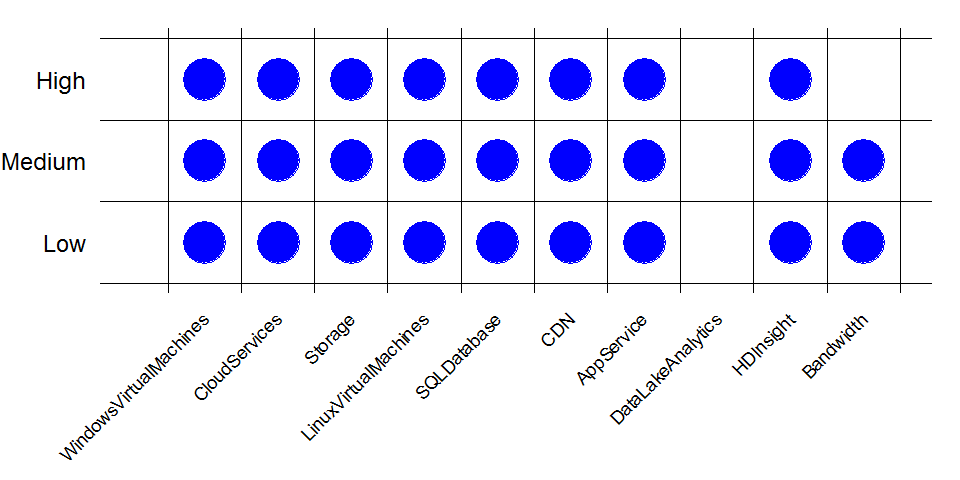 High
Medium
Low
WindowsVirtualMachines
CloudServices
Storage
LinuxVirtualMachines
SQLDatabase
CDN
AppService
DataLakeAnalytics
HDInsight
Bandwidth